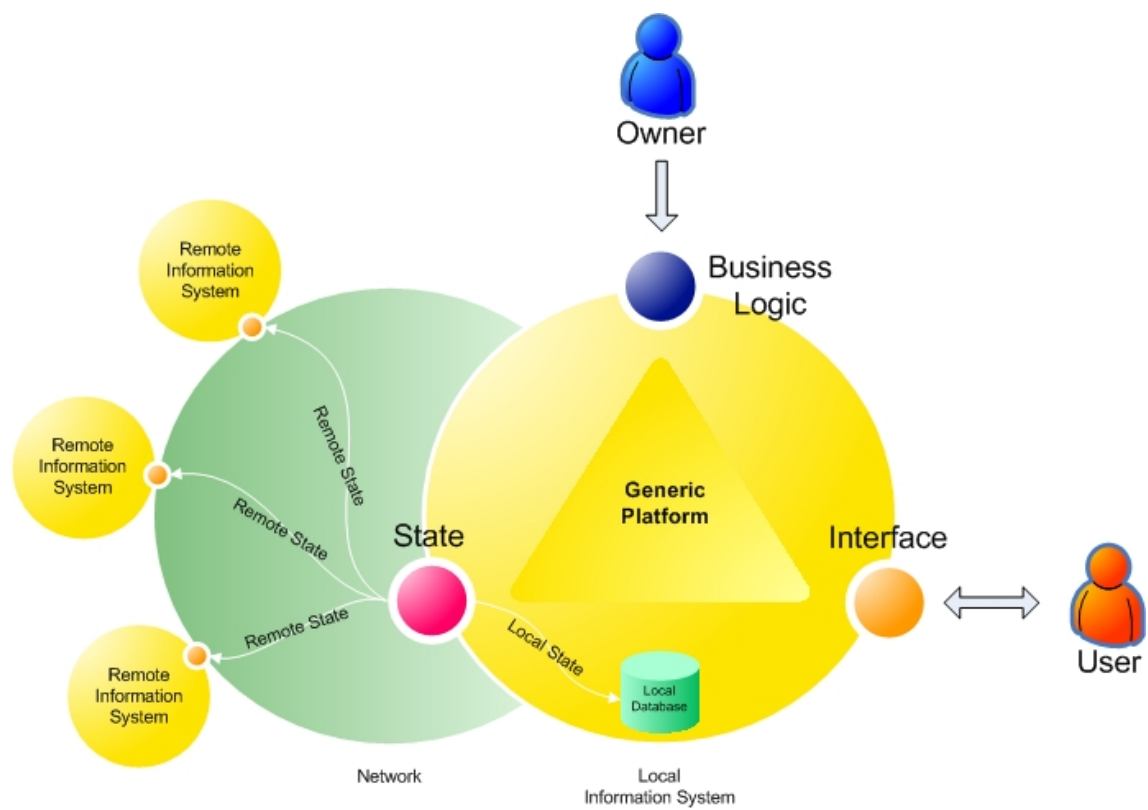 Owner
Business
Logic
Remote
Information
System
Remote
Information
System
Remote
Information
System
Remote State
Remote State
Remote State
State
Local State
Generic
Platform
Interface
User
Local
Database
Network
Local
Information System